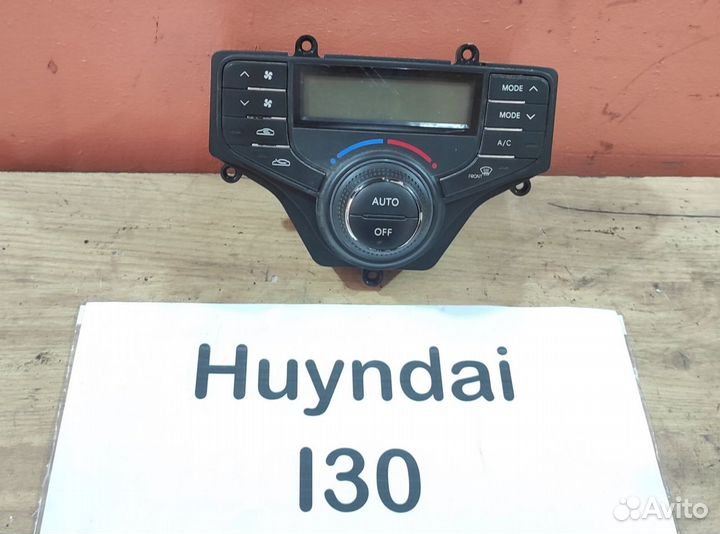 MODE
MODE
A/C
FRONT
AUTO
OFF
Huyndai
I30
Avito